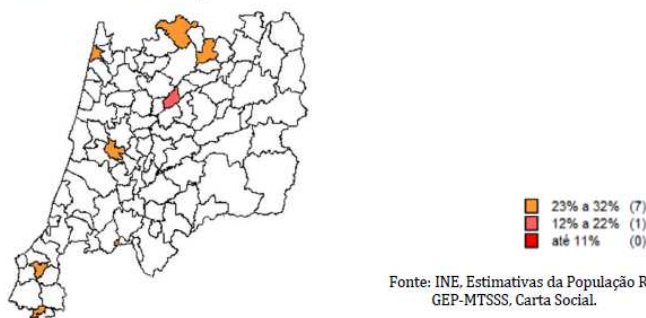 23% a 32% (7)
12% a 22% (1)
até 11% (0)
Fonte: INE, Estimativas da População R
GEP-MTSSS, Carta Social.